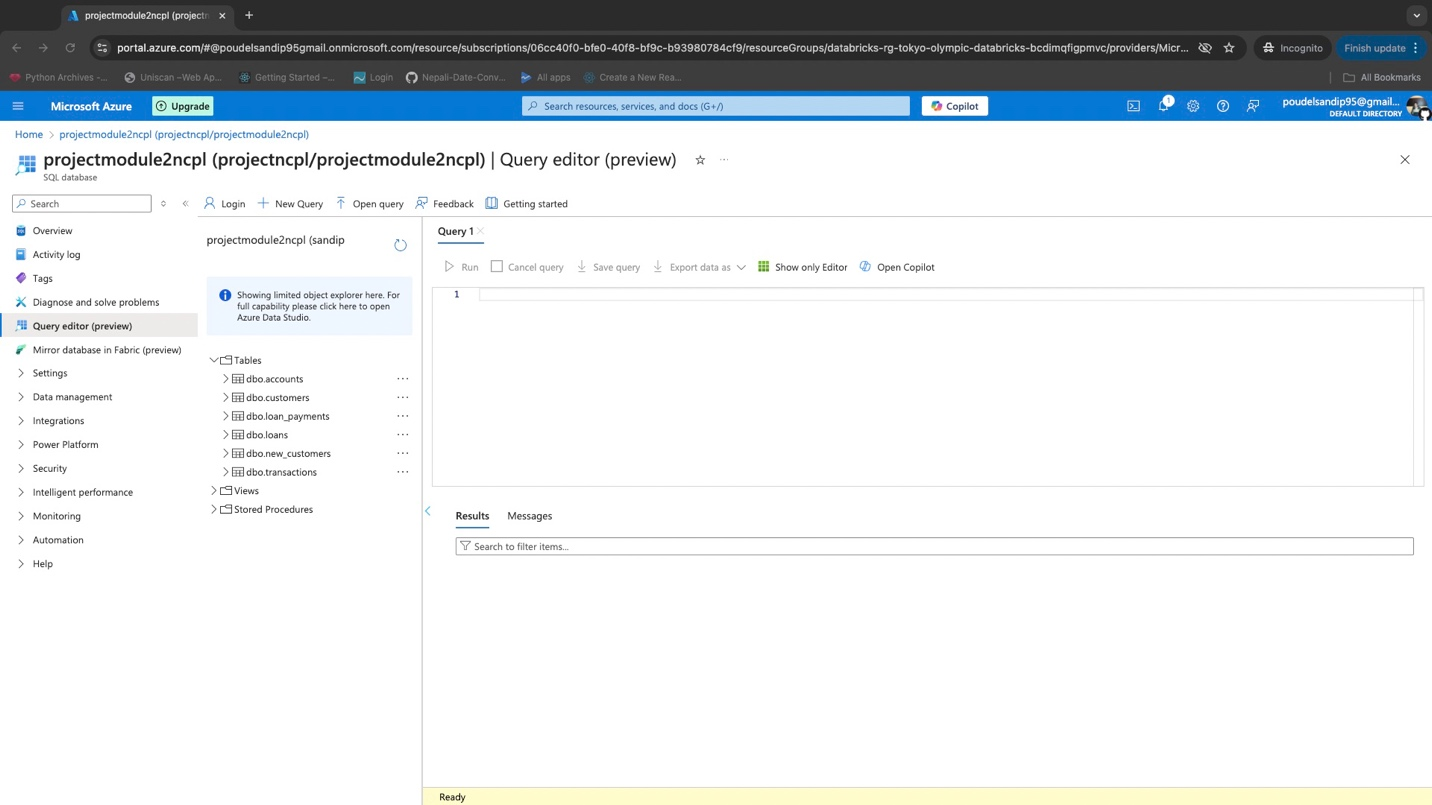 projectmodule2ncpl (projectn
portal.azure.com/#@poudelsandip95gmail.onmicrosoft.com/resource/subscriptions/06cc40f0-bfe0-40f8-bf9c-b93980784cf9/resourceGroups/databricks-rg-tokyo-olympic-databricks-bcdimqfigpmvc/providers/Micr...
Incognito
Finish update
Python Archives -...
Uniscan –Web Ap...
Getting Started –...
Login
Nepali-Date-Conv...
All apps
Create a New Rea...
All Bookmarks
Microsoft Azure
Upgrade
Search resources, services, and docs (G+/)
Copilot
1
poudelsandip95@gmail....
DEFAULT DIRECTORY
Home > projectmodule2ncpl (projectncpl/projectmodule2ncpl)
projectmodule2ncpl (projectncpl/projectmodule2ncpl) | Query editor (preview)
SQL database
Search
Login
New Query
Open query
Feedback
Getting started
Overview
Activity log
Tags
Diagnose and solve problems
Query editor (preview)
Mirror database in Fabric (preview)
Settings
Data management
Integrations
Power Platform
Security
Intelligent performance
Monitoring
Automation
Help
projectmodule2ncpl (sandip
Showing limited object explorer here. For
full capability please click here to open
Azure Data Studio.
Tables
dbo.accounts
dbo.customers
dbo.loan_payments
dbo.loans
dbo.new_customers
dbo.transactions
Views
Stored Procedures
Query 1
Run
Cancel query
Save query
Export data as
Show only Editor
Open Copilot
1
Results
Messages
Search to filter items...
Ready